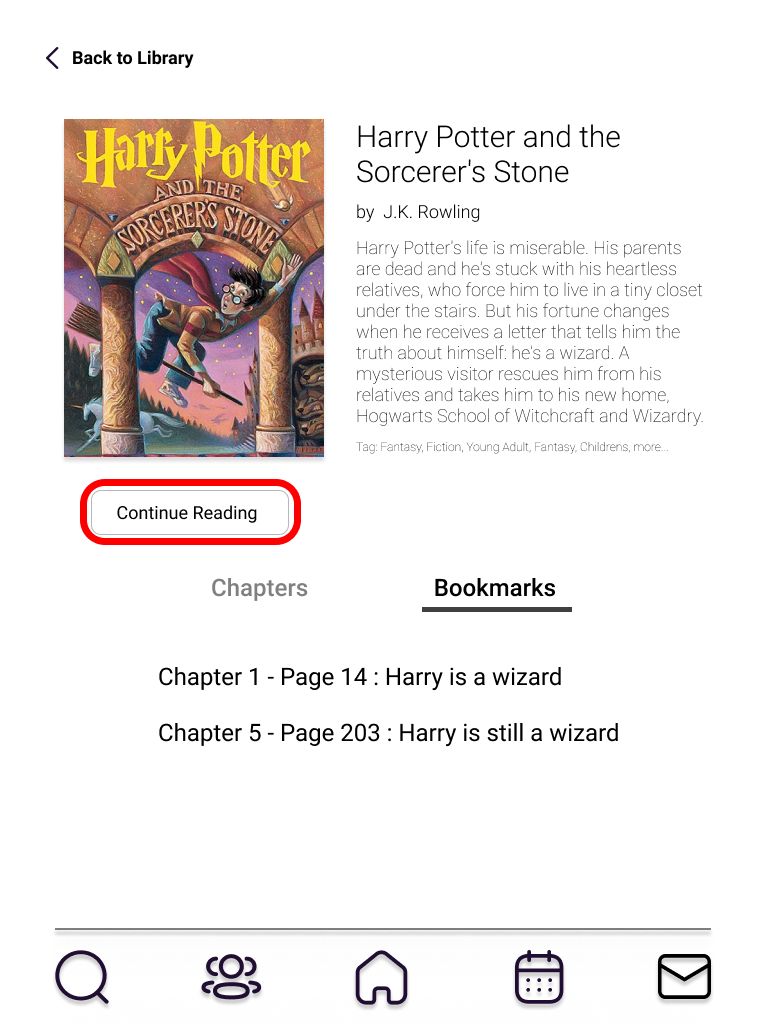 Back to Library
Harry Potter
AND THE
SORCERER'S STONE
Harry Potter and the
Sorcerer's Stone
by J.K. Rowling
Harry Potter's life is miserable. His parents
are dead and he's stuck with his heartless
relatives, who force him to live in a tiny closet
under the stairs. But his fortune changes
when he receives a letter that tells him the
truth about himself: he's a wizard. A
mysterious visitor rescues him from his
relatives and takes him to his new home,
Hogwarts School of Witchcraft and Wizardry.
Tag: Fantasy, Fiction, Young Adult, Fantasy, Childrens, more...
Continue Reading
Chapters Bookmarks
Chapter 1 - Page 14 : Harry is a wizard
Chapter 5 - Page 203 : Harry is still a wizard